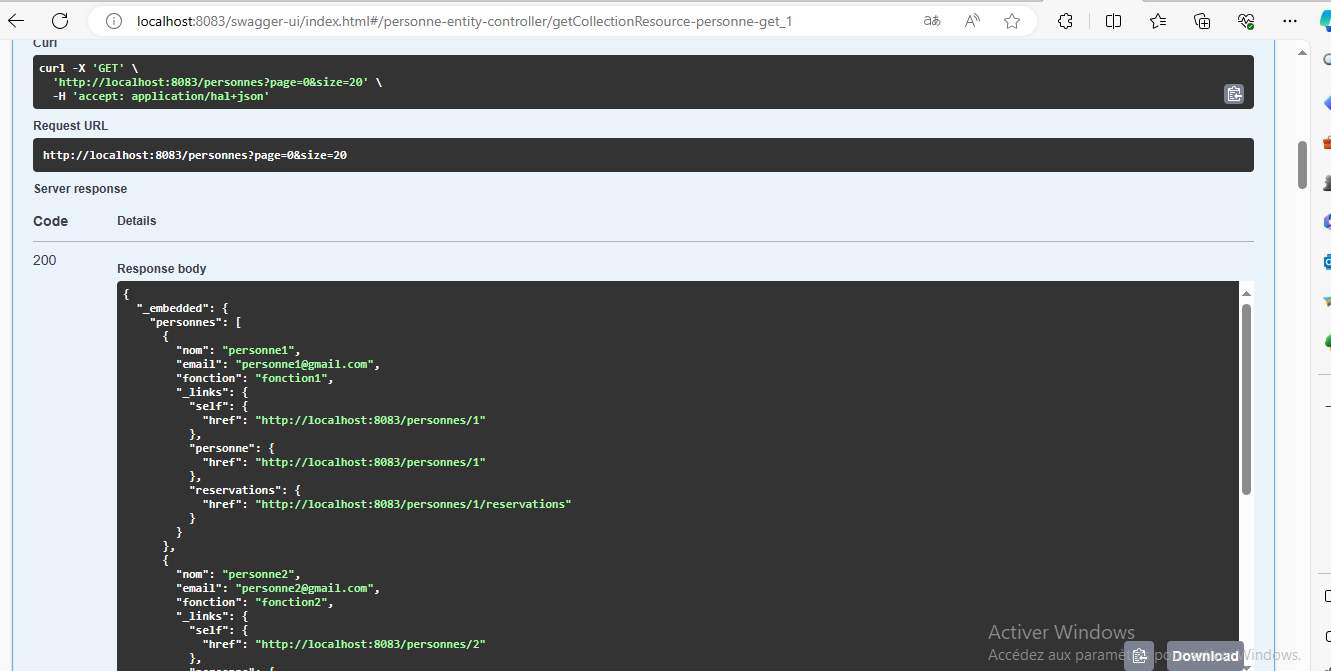 localhost:8083/swagger-ui/index.html#/personne-entity-controller/getCollectionResource-personne-get_1
Curl
curl -X 'GET' \
  'http://localhost:8083/personnes?page=0&size=20' \
  -H 'accept: application/hal+json'
Request URL
http://localhost:8083/personnes?page=0&size=20
Server response
Code Details
200
Response body
{
  "_embedded": {
    "personnes": [
      {
        "nom": "personne1",
        "email": "personne1@gmail.com",
        "fonction": "fonction1",
        "_links": {
          "self": {
            "href": "http://localhost:8083/personnes/1"
          },
          "personne": {
            "href": "http://localhost:8083/personnes/1"
          },
          "reservations": {
            "href": "http://localhost:8083/personnes/1/reservations"
          }
        }
      },
      {
        "nom": "personne2",
        "email": "personne2@gmail.com",
        "fonction": "fonction2",
        "_links": {
          "self": {
            "href": "http://localhost:8083/personnes/2"
          },
Activer Windows
Accédez aux Windows.
Download